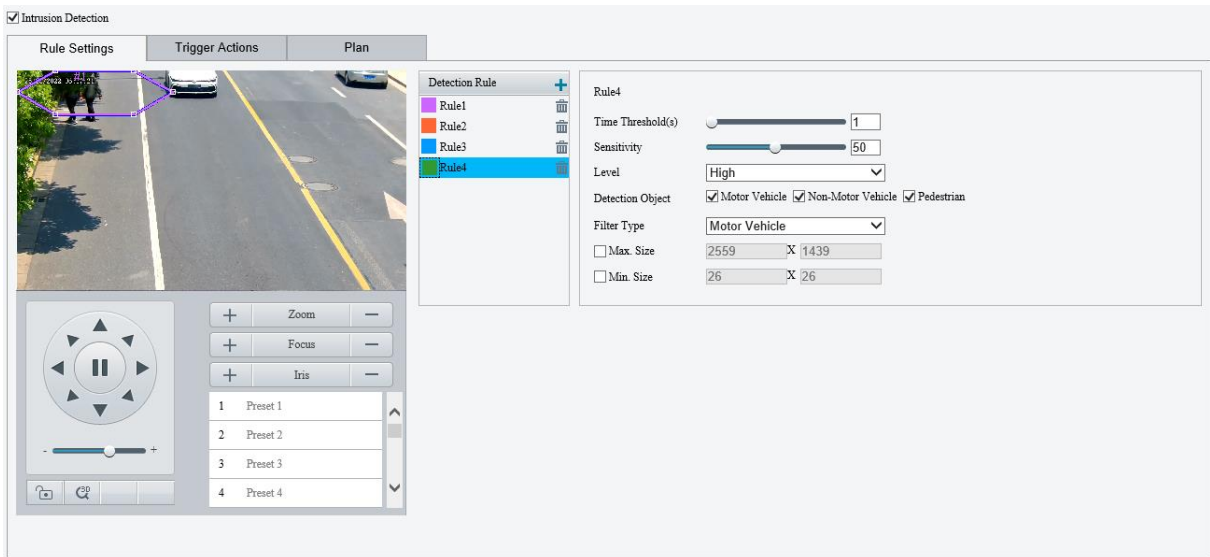 Intrusion Detection
Rule Settings
Trigger Actions
Plan
Detection Rule
Rule1
Rule2
Rule3
Rule4
Rule4
Time Threshold(s)
1
Sensitivity
50
Level
High
Detection Object
Motor Vehicle Non-Motor Vehicle Pedestrian
Filter Type
Motor Vehicle
Max. Size
2559 X 1439
Min. Size
26 X 26
+ Zoom −
+ Focus −
+ Iris −
1 Preset 1
2 Preset 2
3 Preset 3
4 Preset 4
- +
3D